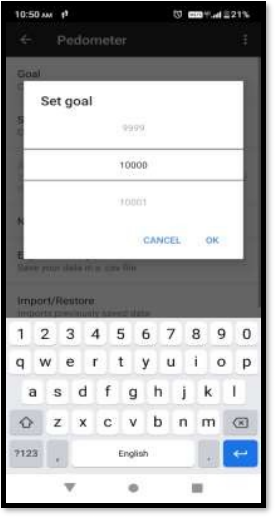 10:50 AM 21%
Pedometer
Goal
Set goal
9999
10000
10001
CANCEL OK
Save your data in a .csv file
Import/Restore
Imports previously saved data
1 2 3 4 5 6 7 8 9 0
q w e r t y u i o p
a s d f g h j k l
z x c v b n m
?123 , English .